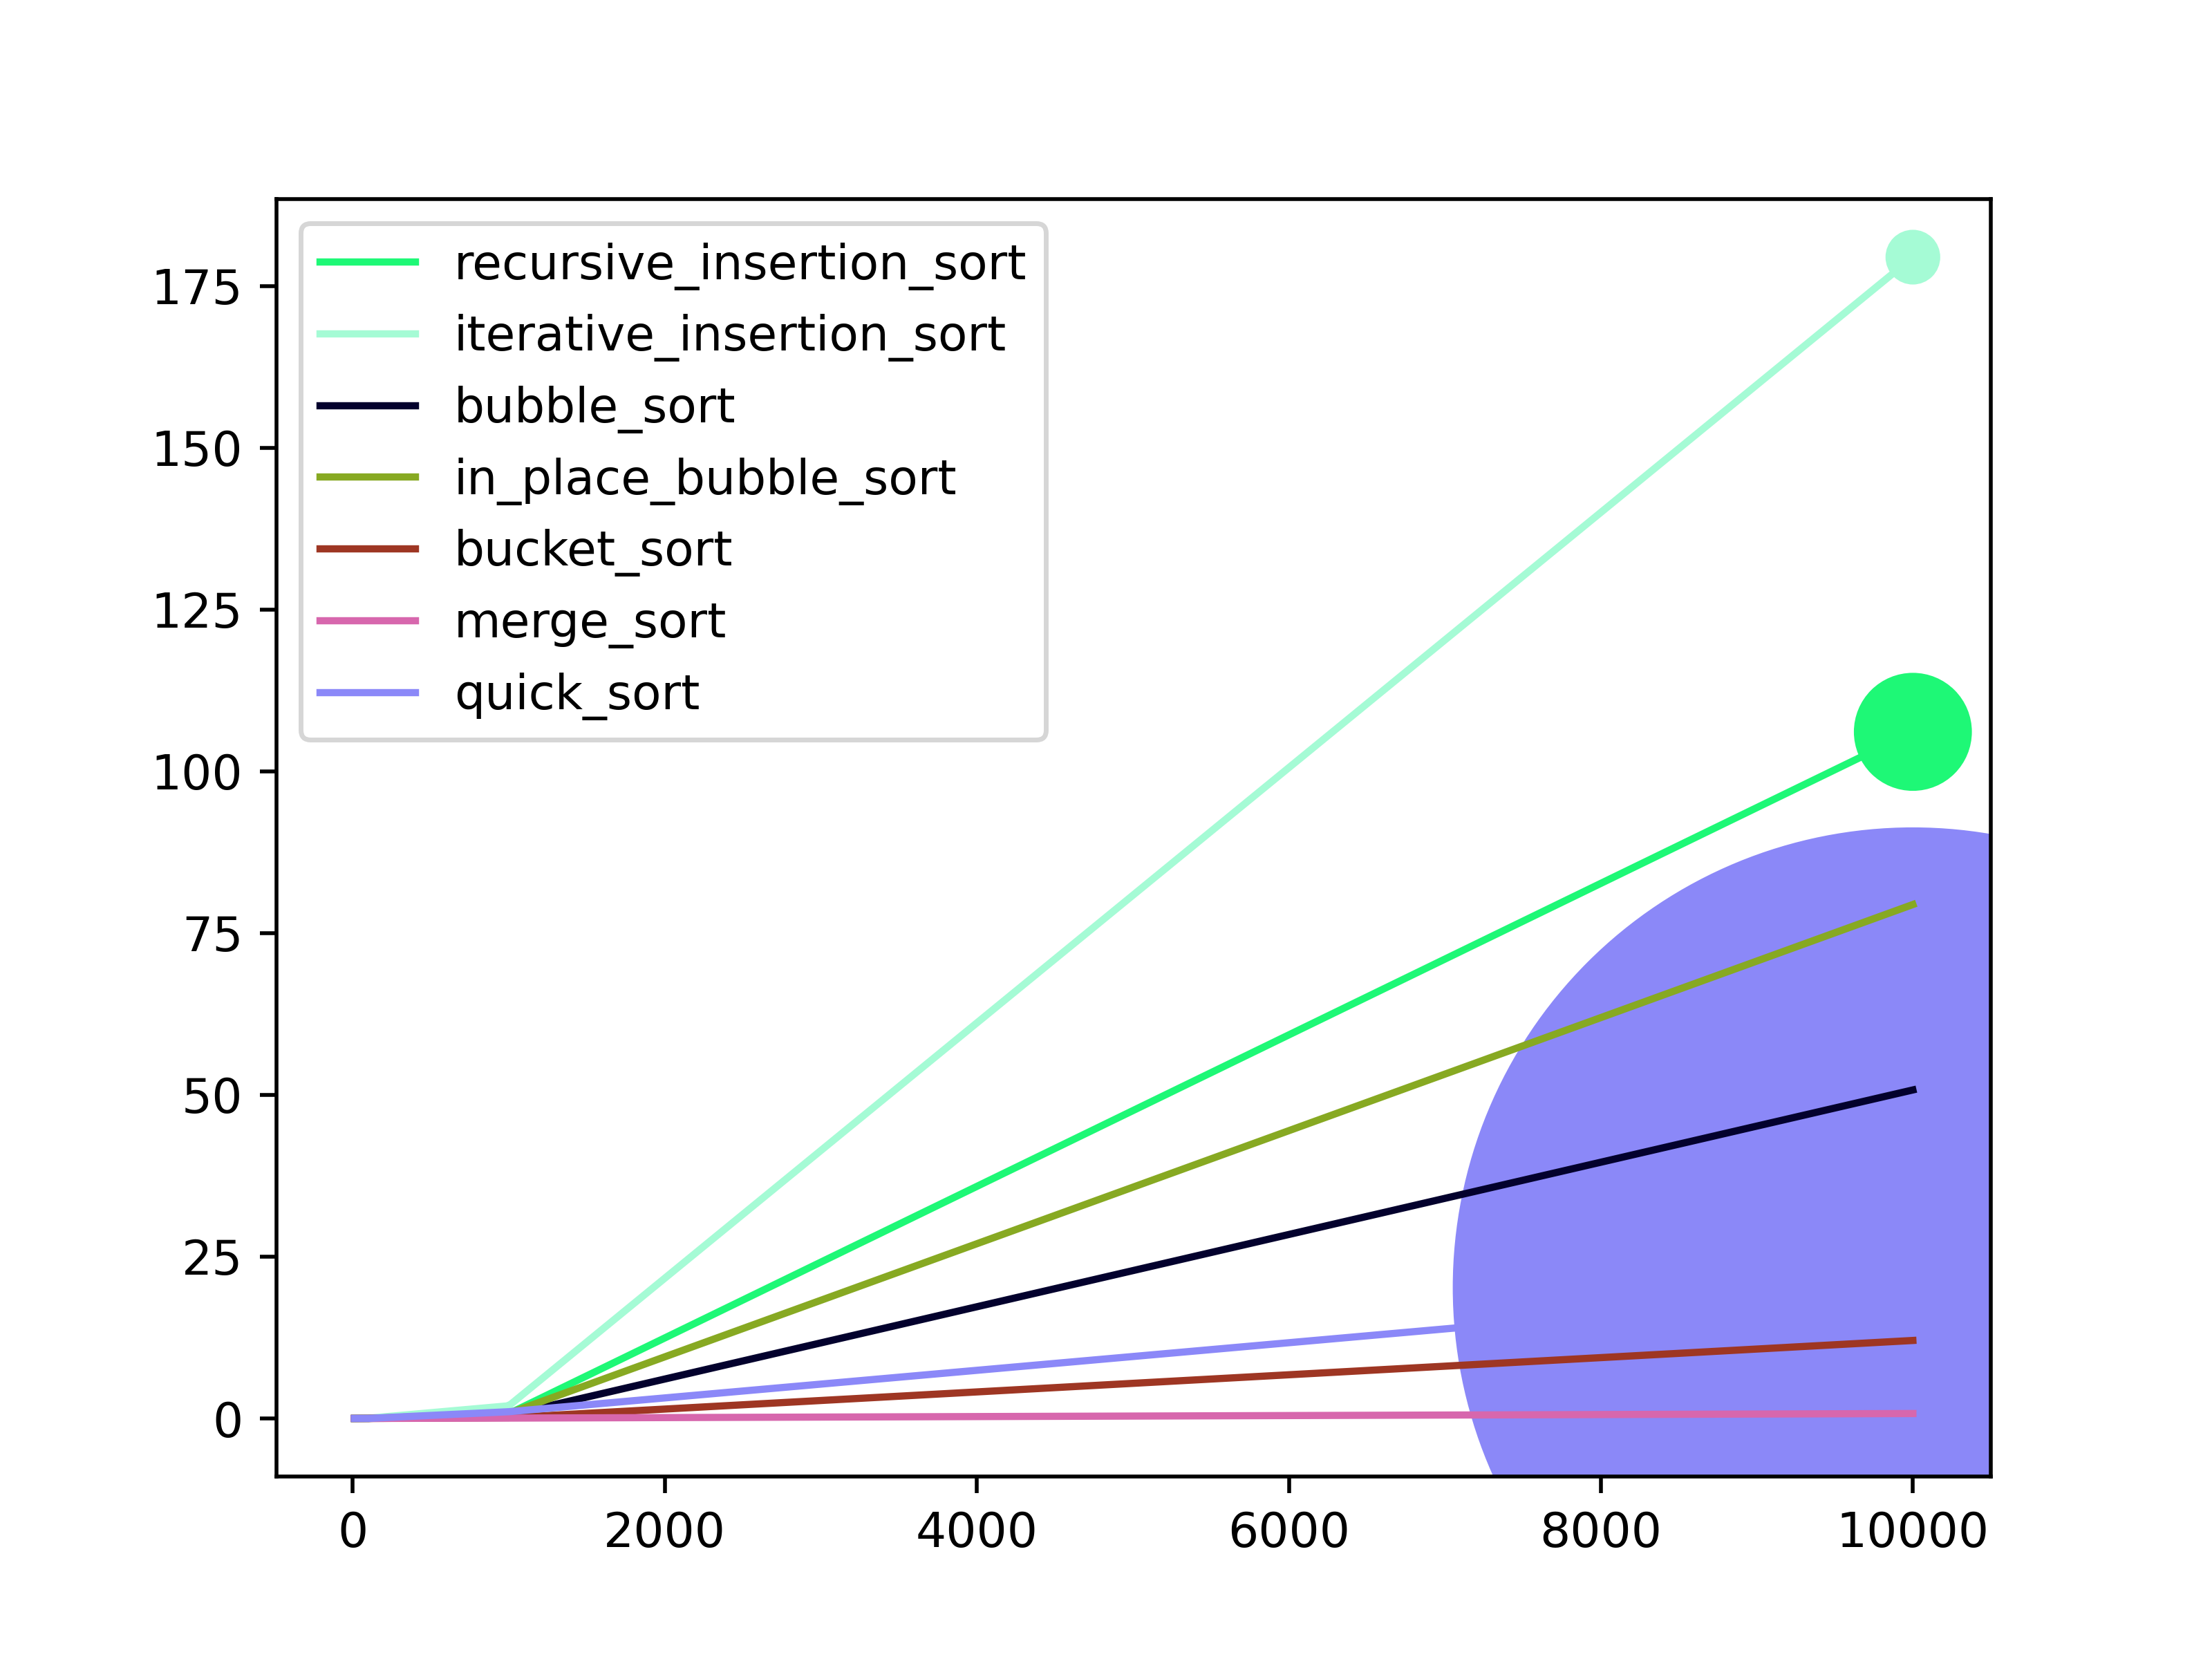 recursive_insertion_sort
iterative_insertion_sort
bubble_sort
in_place_bubble_sort
bucket_sort
merge_sort
quick_sort
175
150
125
100
75
50
25
0
0 2000 4000 6000 8000 10000